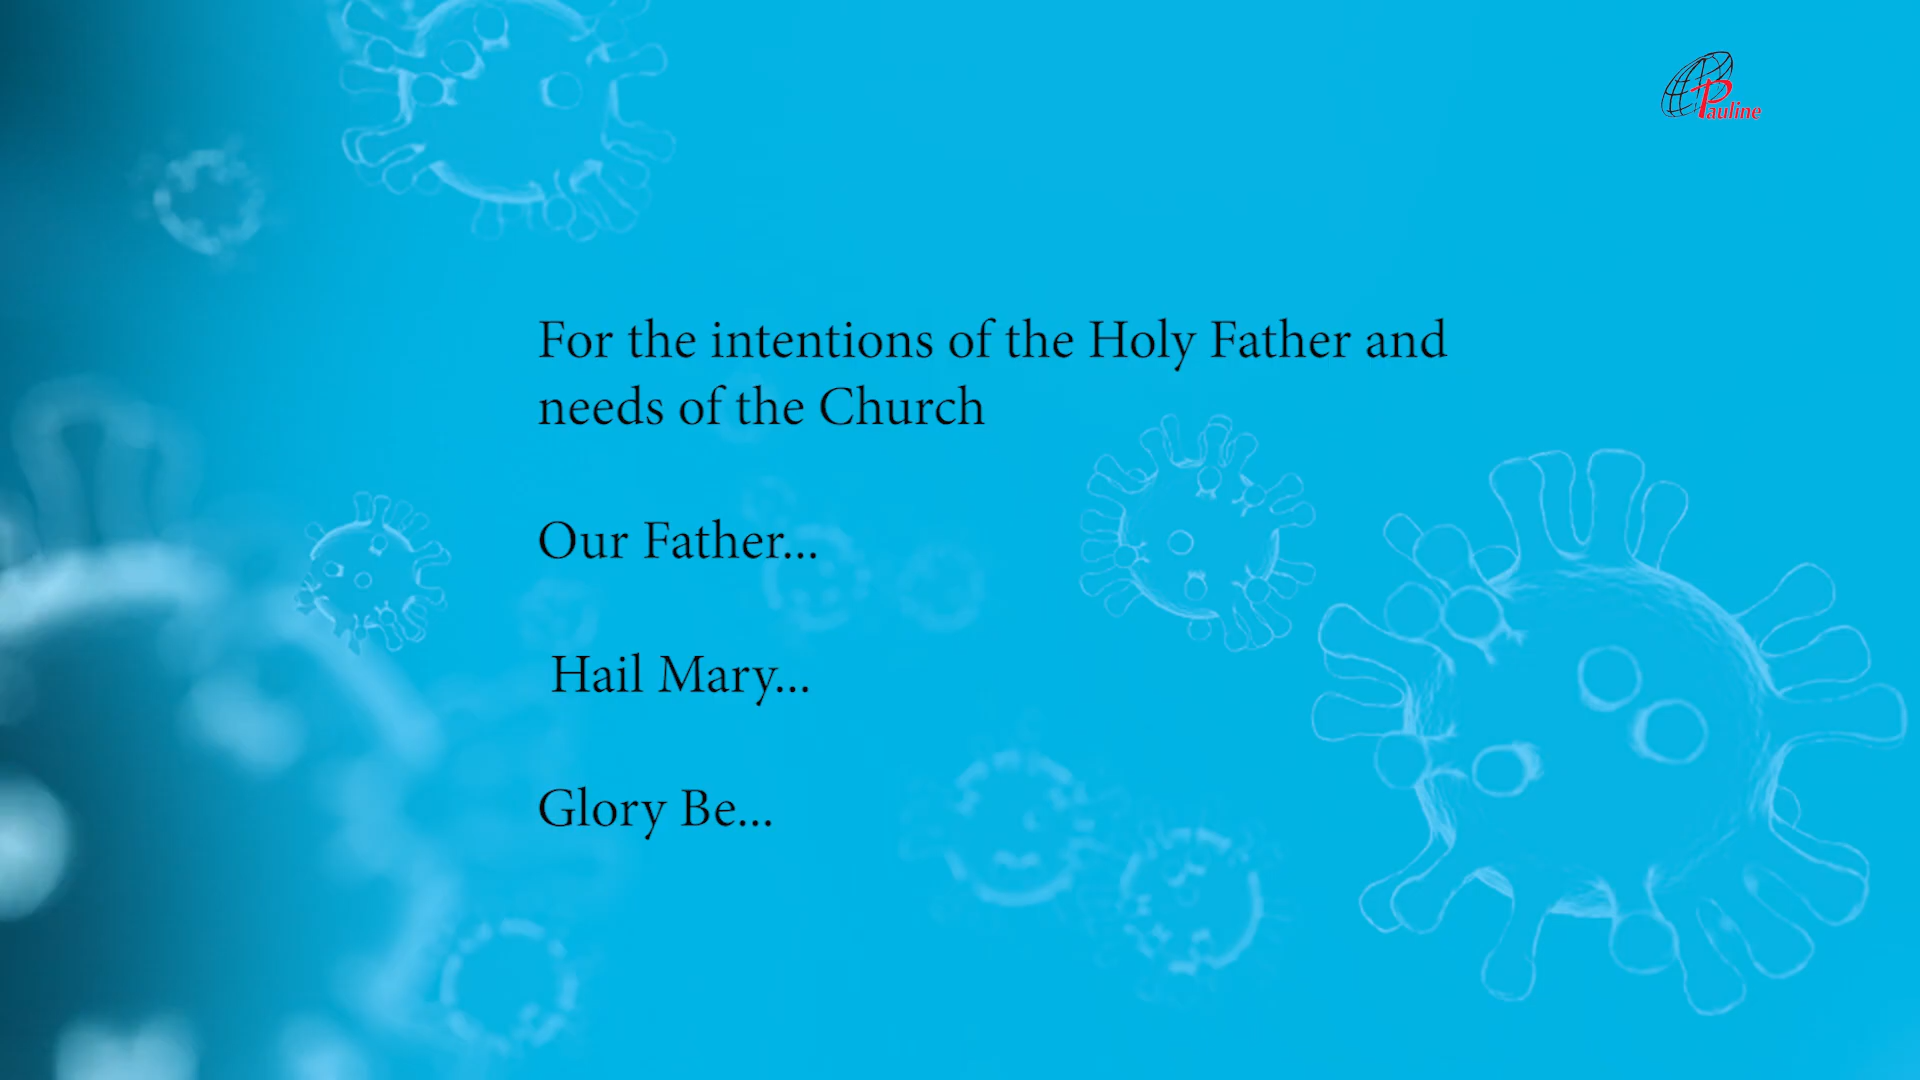 Pauline
For the intentions of the Holy Father and
needs of the Church
Our Father...
Hail Mary...
Glory Be...